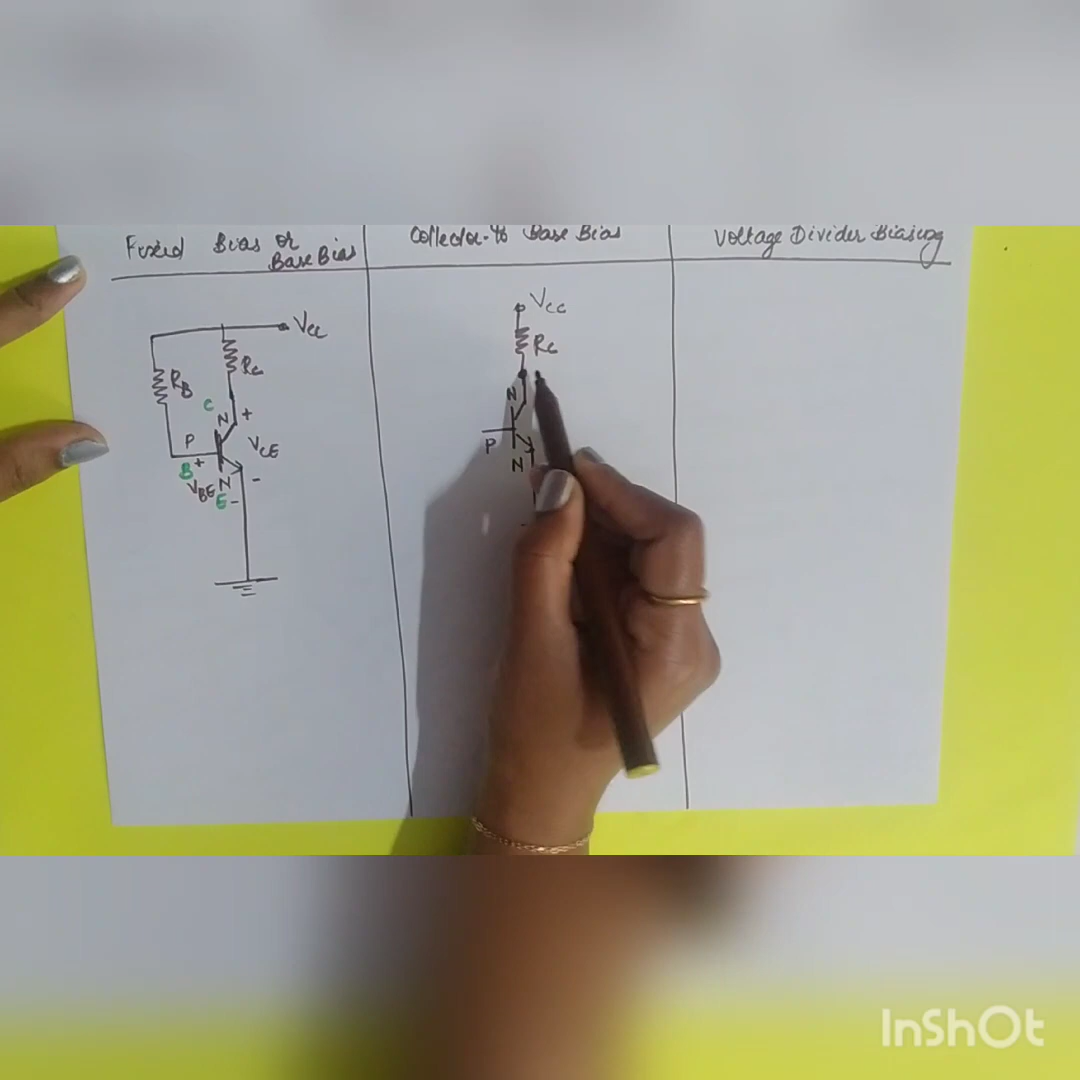 Fixed Bias or
Base Bias
Collector-to Base Bias
Voltage Divider Biasing
VCC
RB
RC
C
N
+
P
VCE
B
+
VBE
N
-
E
-
VCC
RC
N
P
N
InShOt